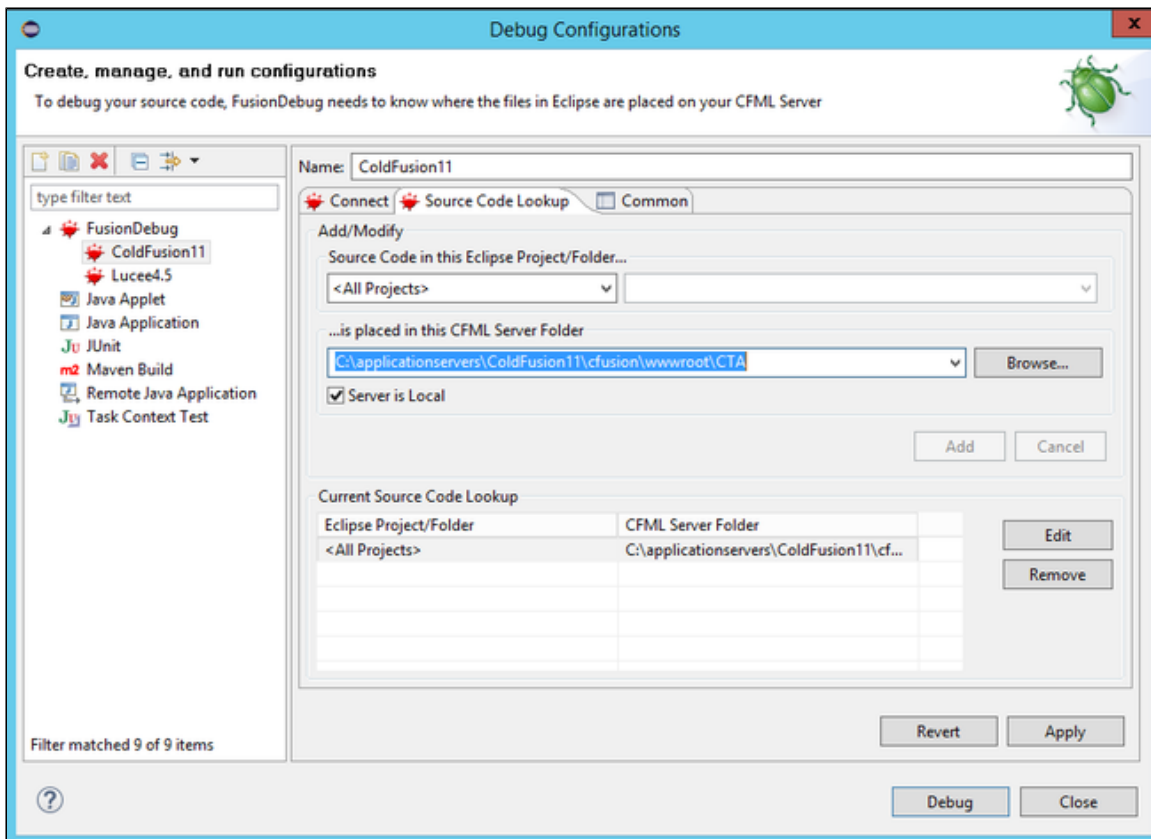 Debug Configurations
x
Create, manage, and run configurations
To debug your source code, FusionDebug needs to know where the files in Eclipse are placed on your CFML Server
type filter text
FusionDebug
ColdFusion11
Lucee4.5
Java Applet
Java Application
Ju JUnit
m2 Maven Build
Remote Java Application
Ju Task Context Test
Filter matched 9 of 9 items
Name: ColdFusion11
Connect Source Code Lookup Common
Add/Modify
Source Code in this Eclipse Project/Folder...
<All Projects>
...is placed in this CFML Server Folder
C:\applicationservers\ColdFusion11\cfusion\wwwroot\CTA Browse...
Server is Local
Add Cancel
Current Source Code Lookup
Eclipse Project/Folder CFML Server Folder
<All Projects> C:\applicationservers\ColdFusion11\cf...
Edit
Remove
Revert Apply
? Debug Close